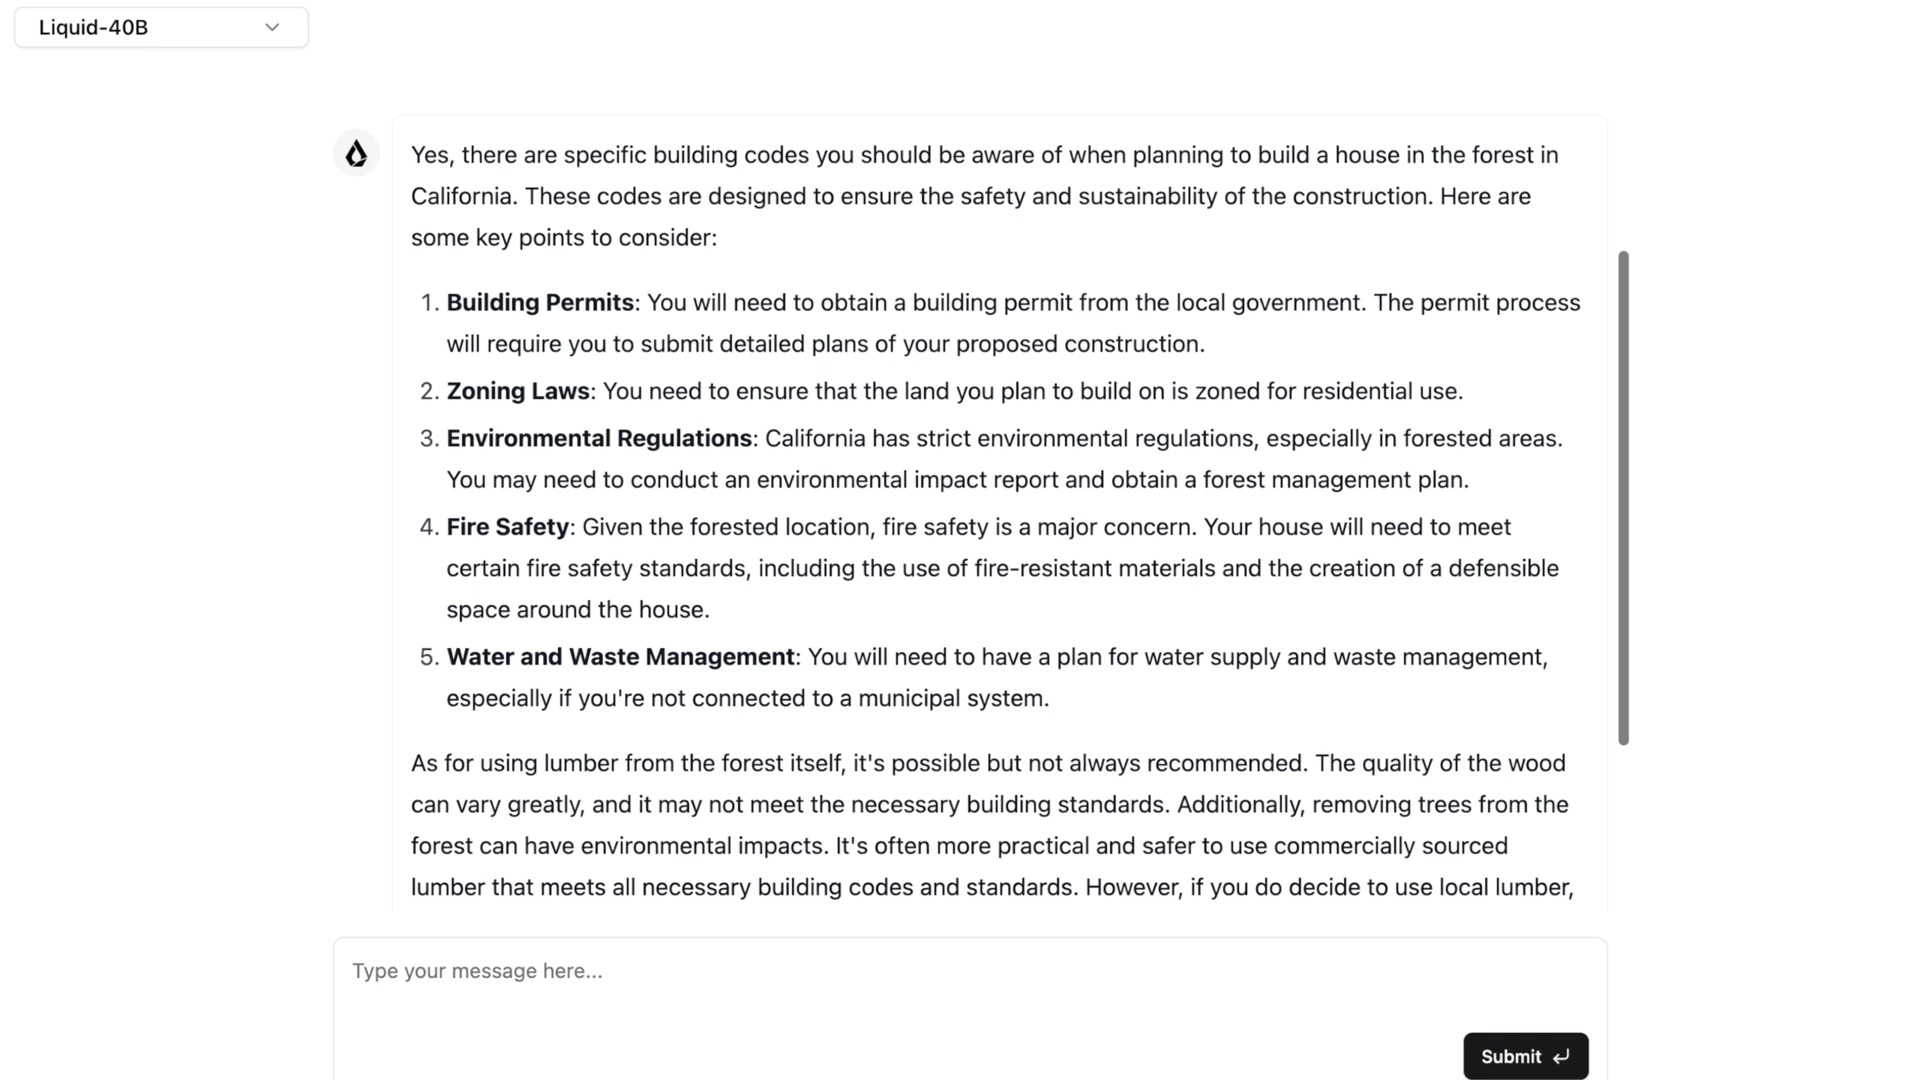 Liquid-40B
Yes, there are specific building codes you should be aware of when planning to build a house in the forest in
California. These codes are designed to ensure the safety and sustainability of the construction. Here are
some key points to consider:
1. Building Permits: You will need to obtain a building permit from the local government. The permit process
will require you to submit detailed plans of your proposed construction.
2. Zoning Laws: You need to ensure that the land you plan to build on is zoned for residential use.
3. Environmental Regulations: California has strict environmental regulations, especially in forested areas.
You may need to conduct an environmental impact report and obtain a forest management plan.
4. Fire Safety: Given the forested location, fire safety is a major concern. Your house will need to meet
certain fire safety standards, including the use of fire-resistant materials and the creation of a defensible
space around the house.
5. Water and Waste Management: You will need to have a plan for water supply and waste management,
especially if you're not connected to a municipal system.
As for using lumber from the forest itself, it's possible but not always recommended. The quality of the wood
can vary greatly, and it may not meet the necessary building standards. Additionally, removing trees from the
forest can have environmental impacts. It's often more practical and safer to use commercially sourced
lumber that meets all necessary building codes and standards. However, if you do decide to use local lumber,
Type your message here...
Submit